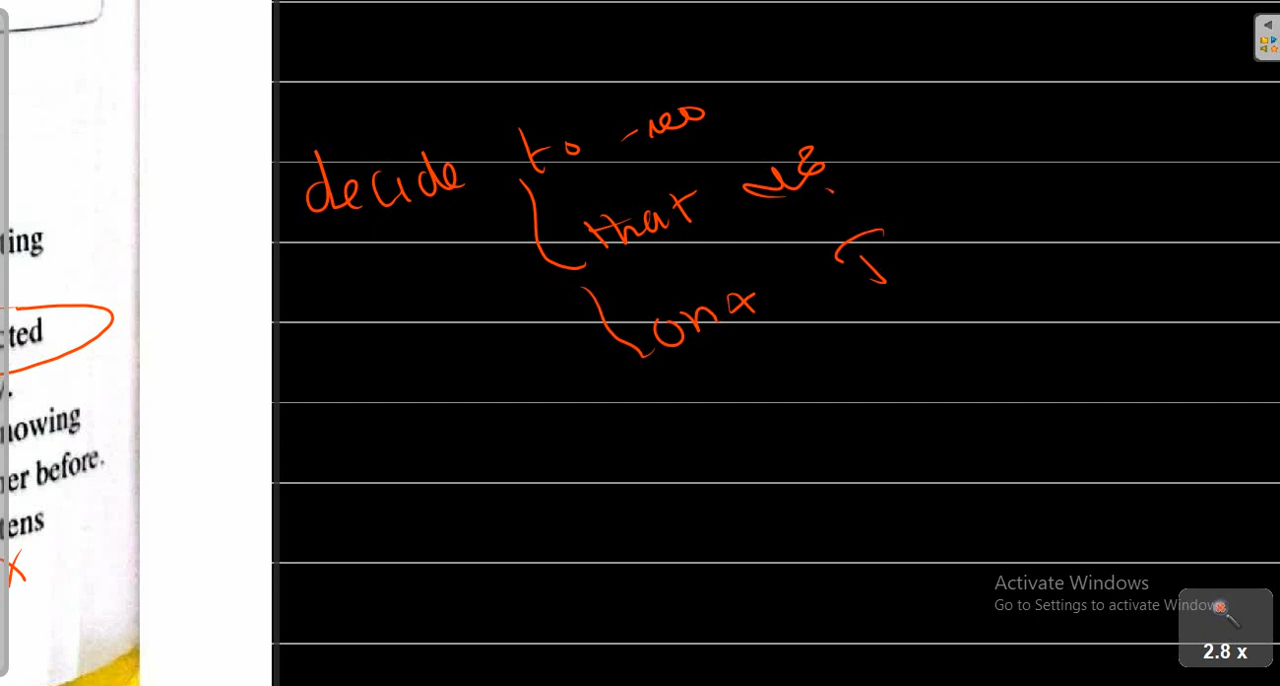 ting
cted
nowing
er before.
tens
x
decide to
that
on x
Activate Windows
Go to Settings to activate Windows.
2.8 x